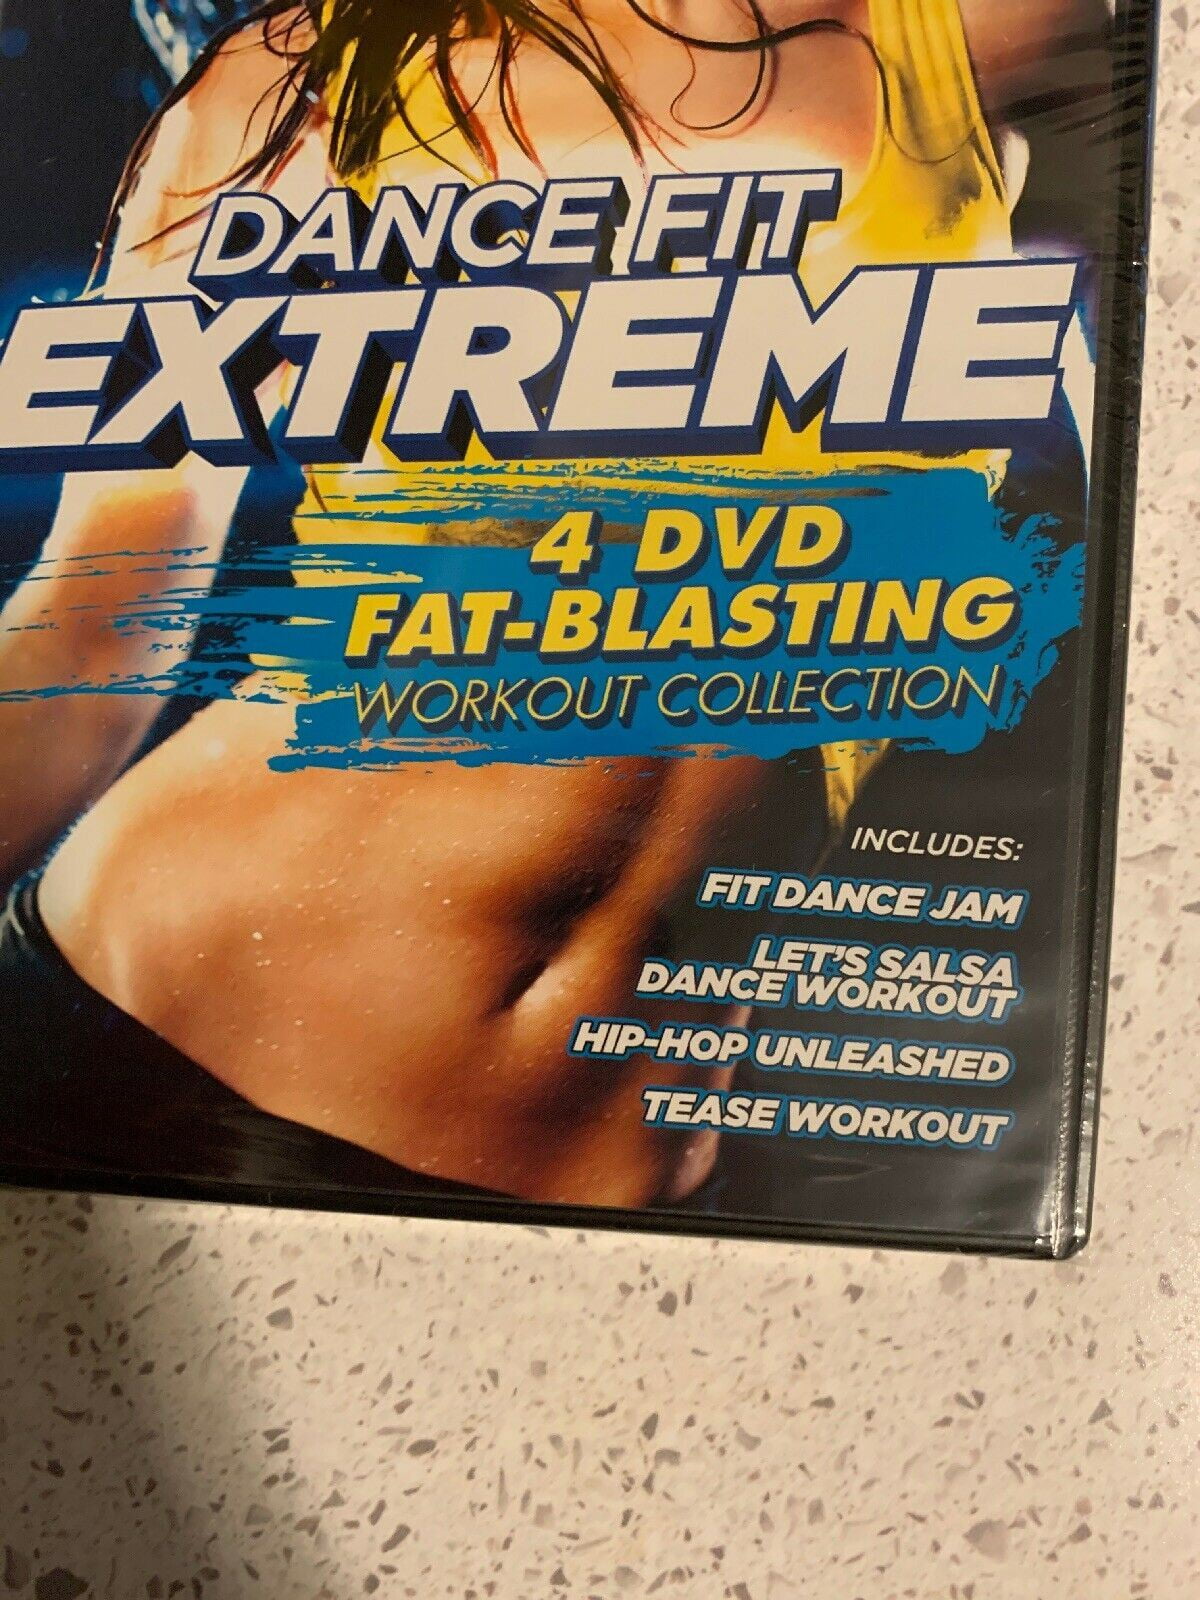 DANCE FIT
EXTREME
4 DVD
FAT-BLASTING
WORKOUT COLLECTION
INCLUDES:
FIT DANCE JAM
LET'S SALSA
DANCE WORKOUT
HIP-HOP UNLEASHED
TEASE WORKOUT